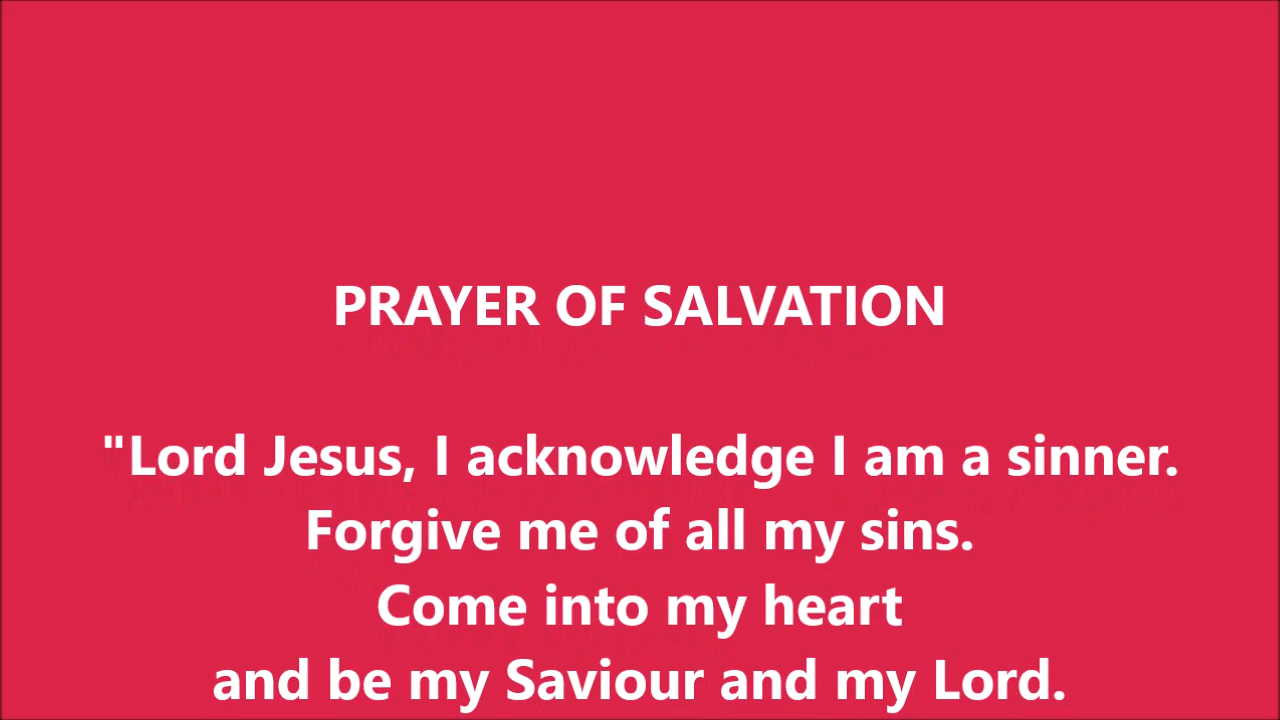 PRAYER OF SALVATION
"Lord Jesus, I acknowledge I am a sinner.
Forgive me of all my sins.
Come into my heart
and be my Saviour and my Lord.